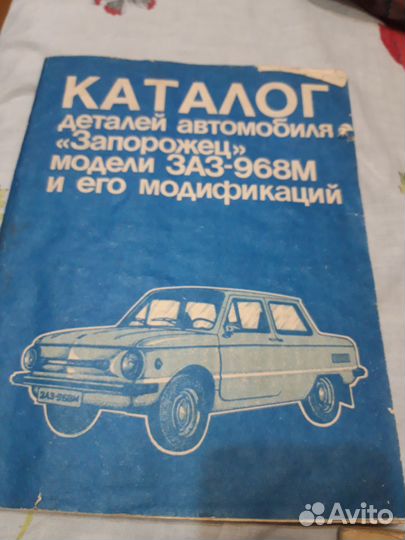 КАТАЛОГ
деталей автомобиля
«Запорожец»
модели ЗАЗ-968М
и его модификаций
ЗАЗ-968М
Avito